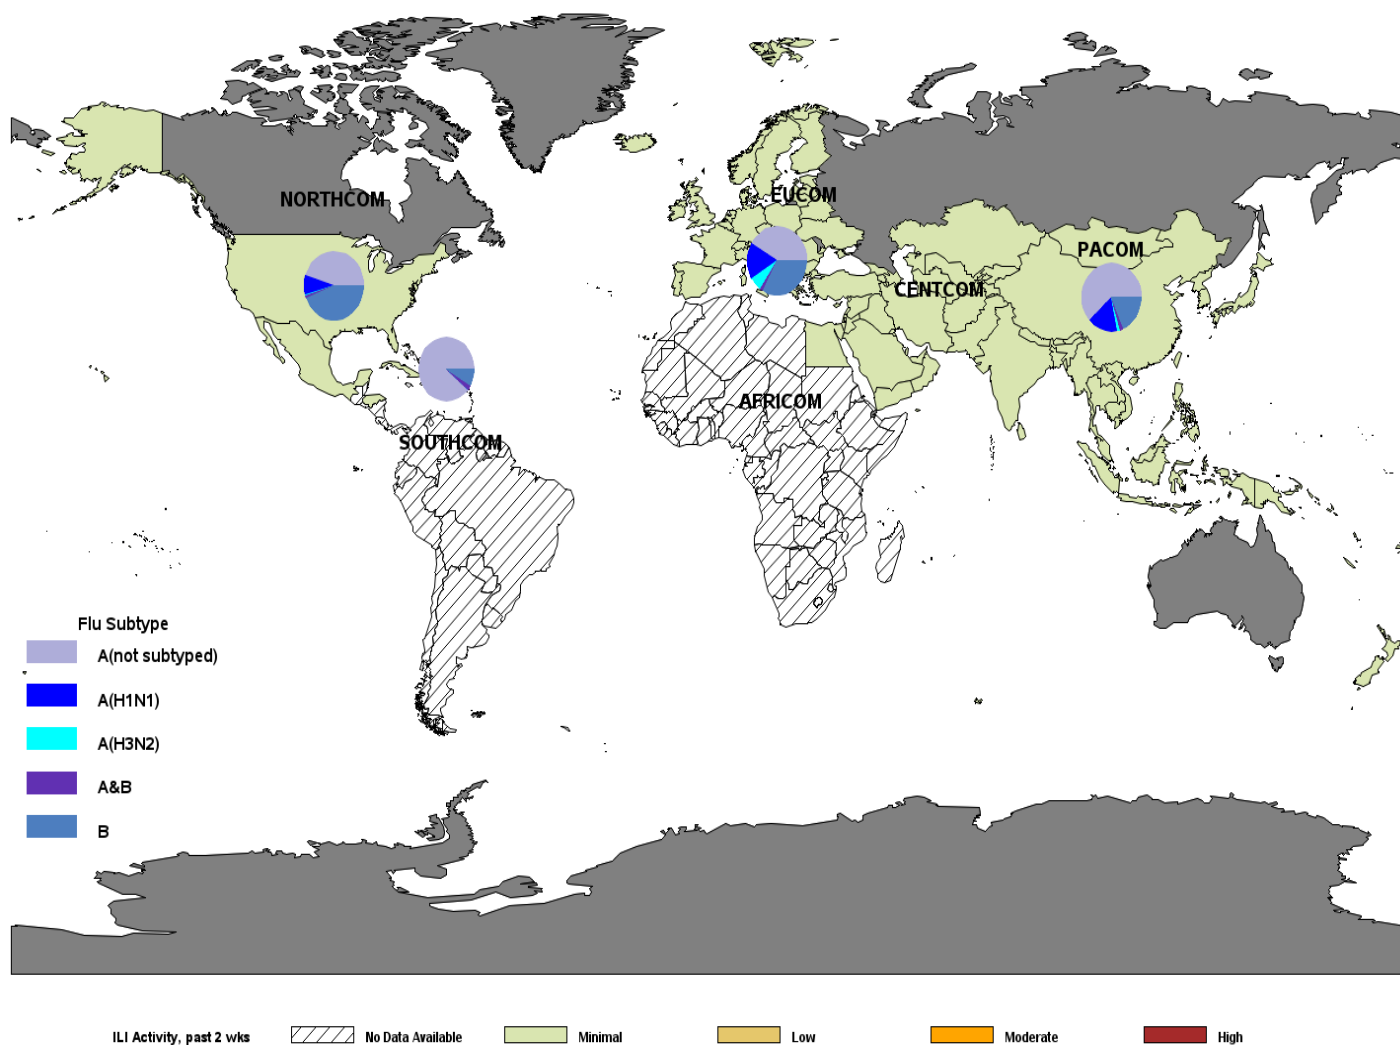 NORTHCOM
EUCOM
PACOM
CENTCOM
AFRICOM
SOUTHCOM
Flu Subtype
A(not subtyped)
A(H1N1)
A(H3N2)
A&B
B
ILI Activity, past 2 wks No Data Available Minimal Low Moderate High